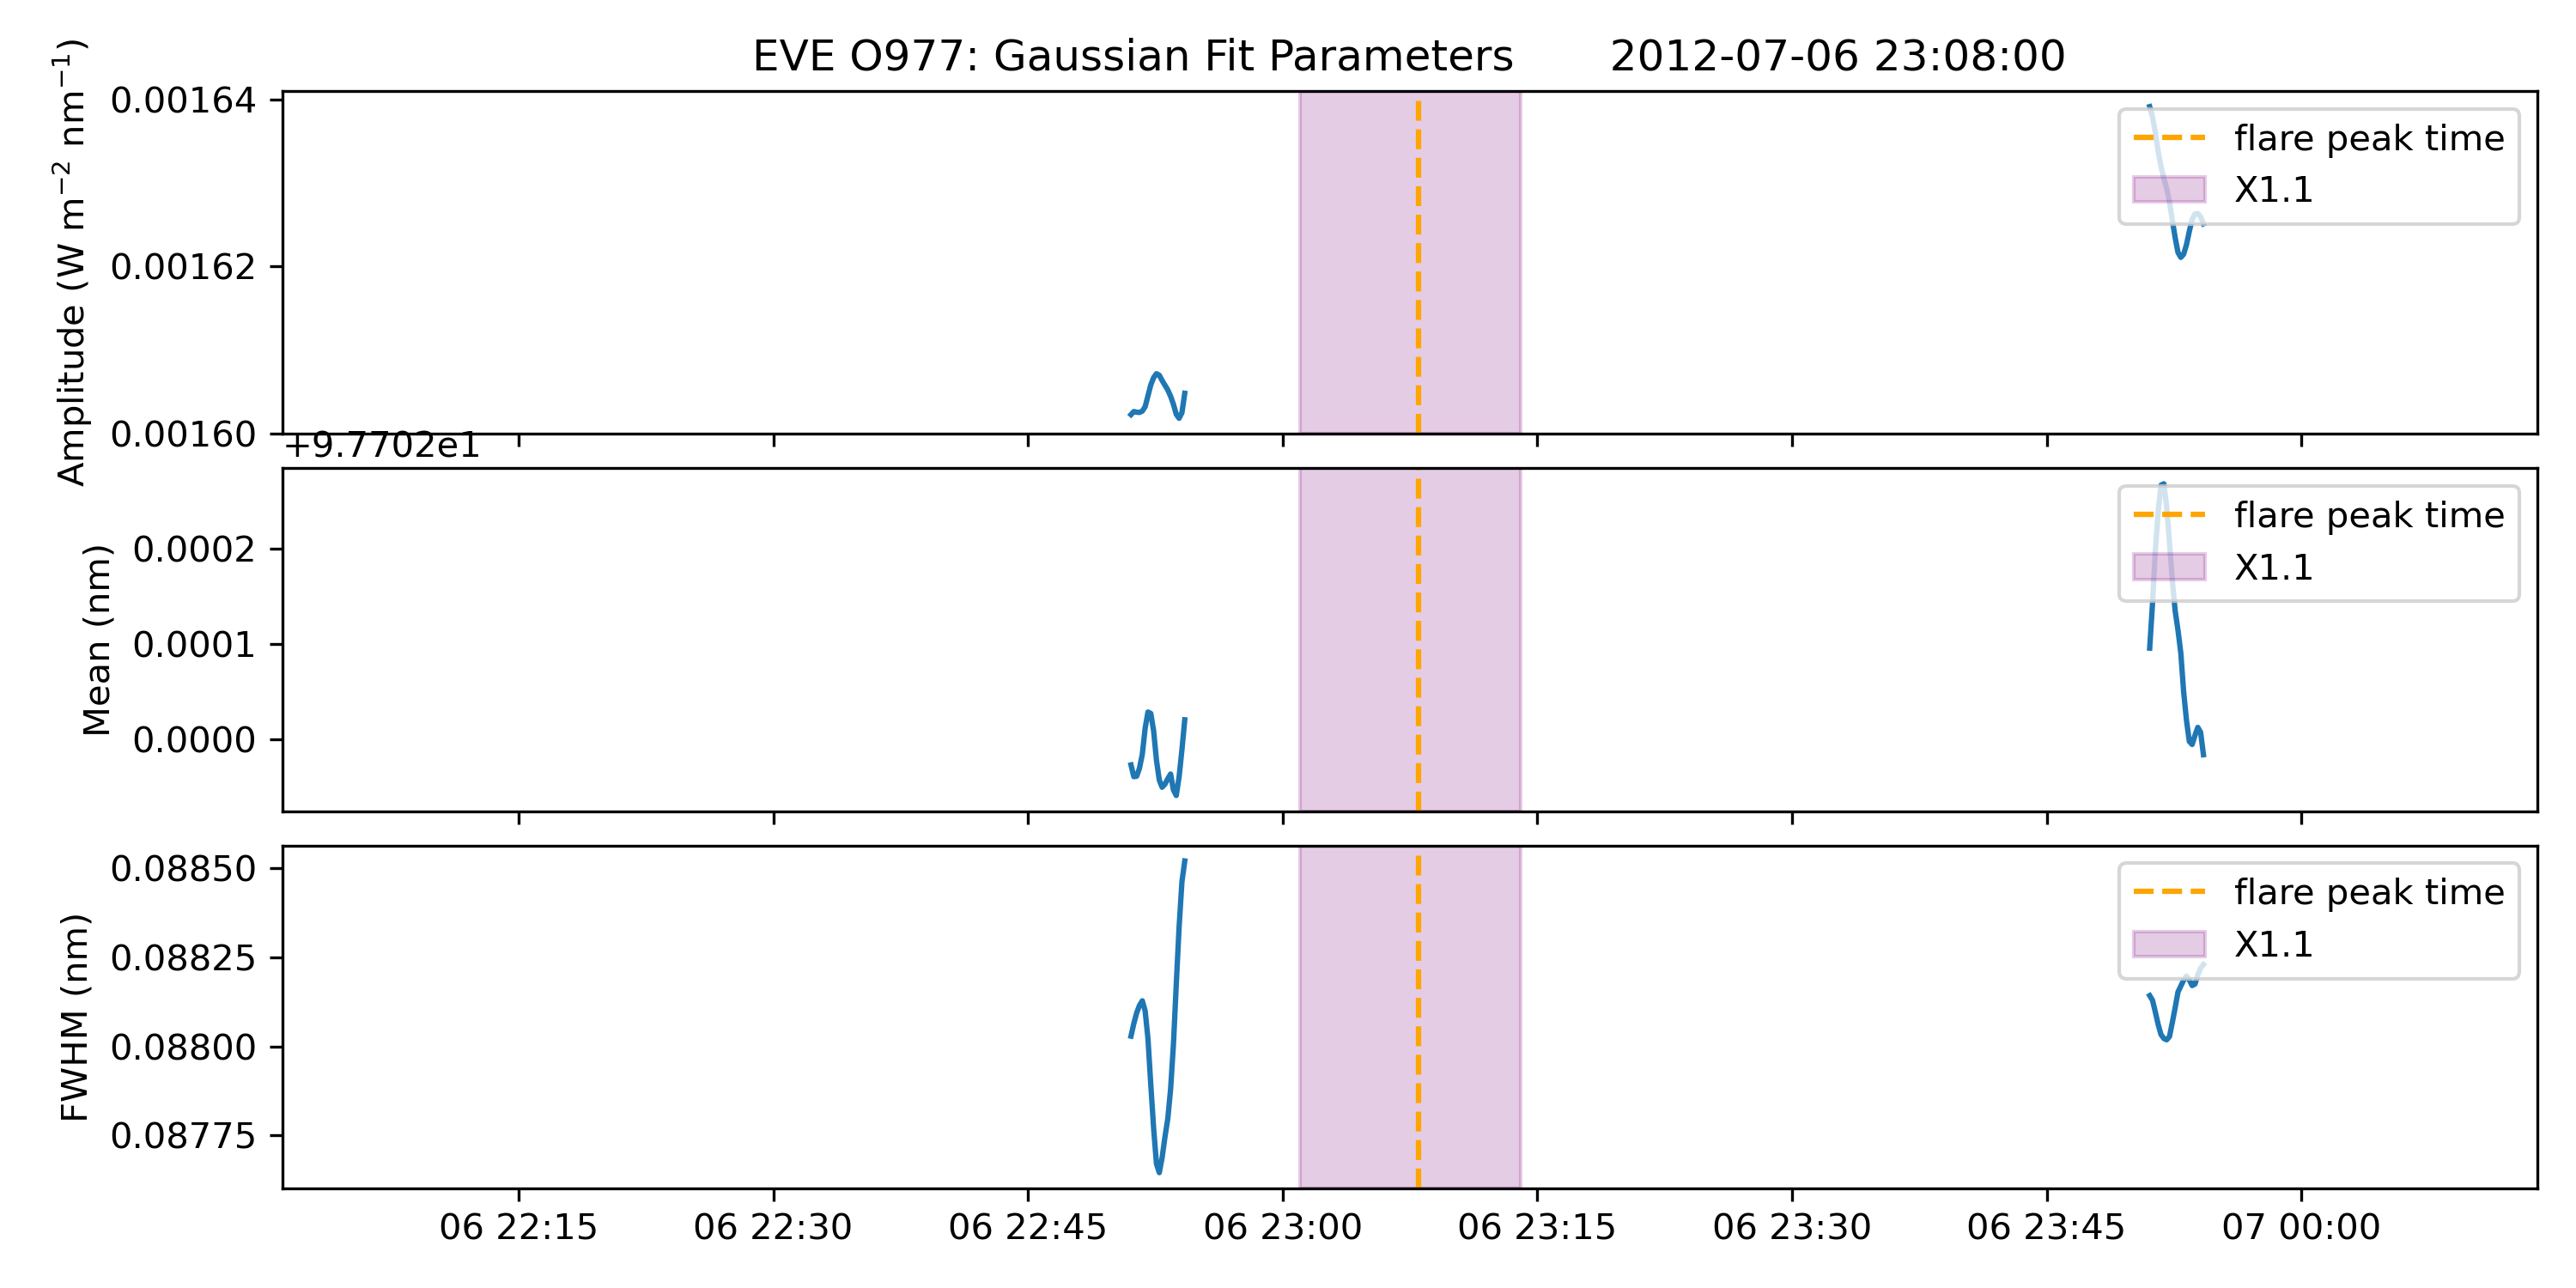 EVE O977: Gaussian Fit Parameters 2012-07-06 23:08:00
Amplitude (W m⁻² nm⁻¹)
0.00164
0.00162
0.00160
flare peak time
X1.1
+9.7702e1
Mean (nm)
0.0002
0.0001
0.0000
flare peak time
X1.1
FWHM (nm)
0.08850
0.08825
0.08800
0.08775
flare peak time
X1.1
06 22:15 06 22:30 06 22:45 06 23:00 06 23:15 06 23:30 06 23:45 07 00:00